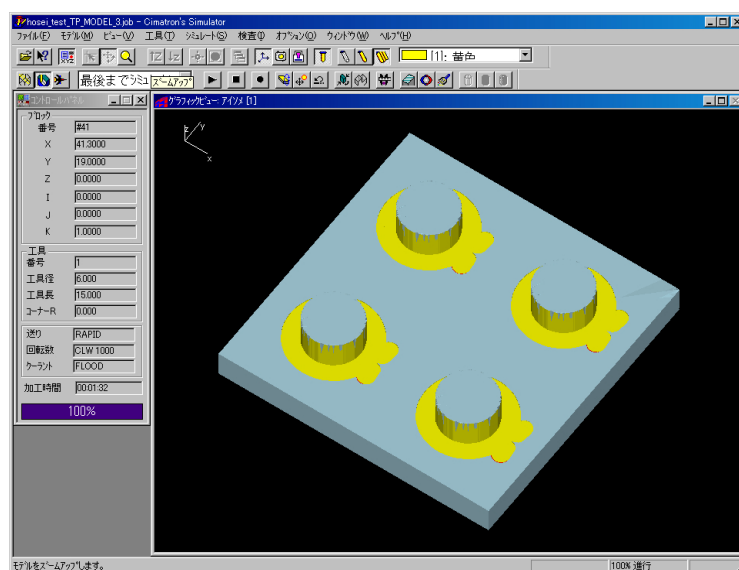 hosei_test_TP_MODEL_3.job - Cimatron's Simulator
ファイル(F) モデル(M) ビュー(V) 工具(T) シミュレート(S) 検査(I) オプション(O) ウィンドウ(W) ヘルプ(H)
[1]: 黄色
最後までシミュ
ズームアップ
コントロールパネル
グラフィックビュー: アイソメ [1]
ブロック
番号 #41
X 41.3000
Y 19.0000
Z 0.0000
I 0.0000
J 0.0000
K 1.0000
工具
番号 1
工具径 6.000
工具長 15.000
コーナーR 0.000
送り RAPID
回転数 CLW 1000
クーラント FLOOD
加工時間 00:01:32
100%
Z Y
X
モデルをズームアップします。
100% 進行